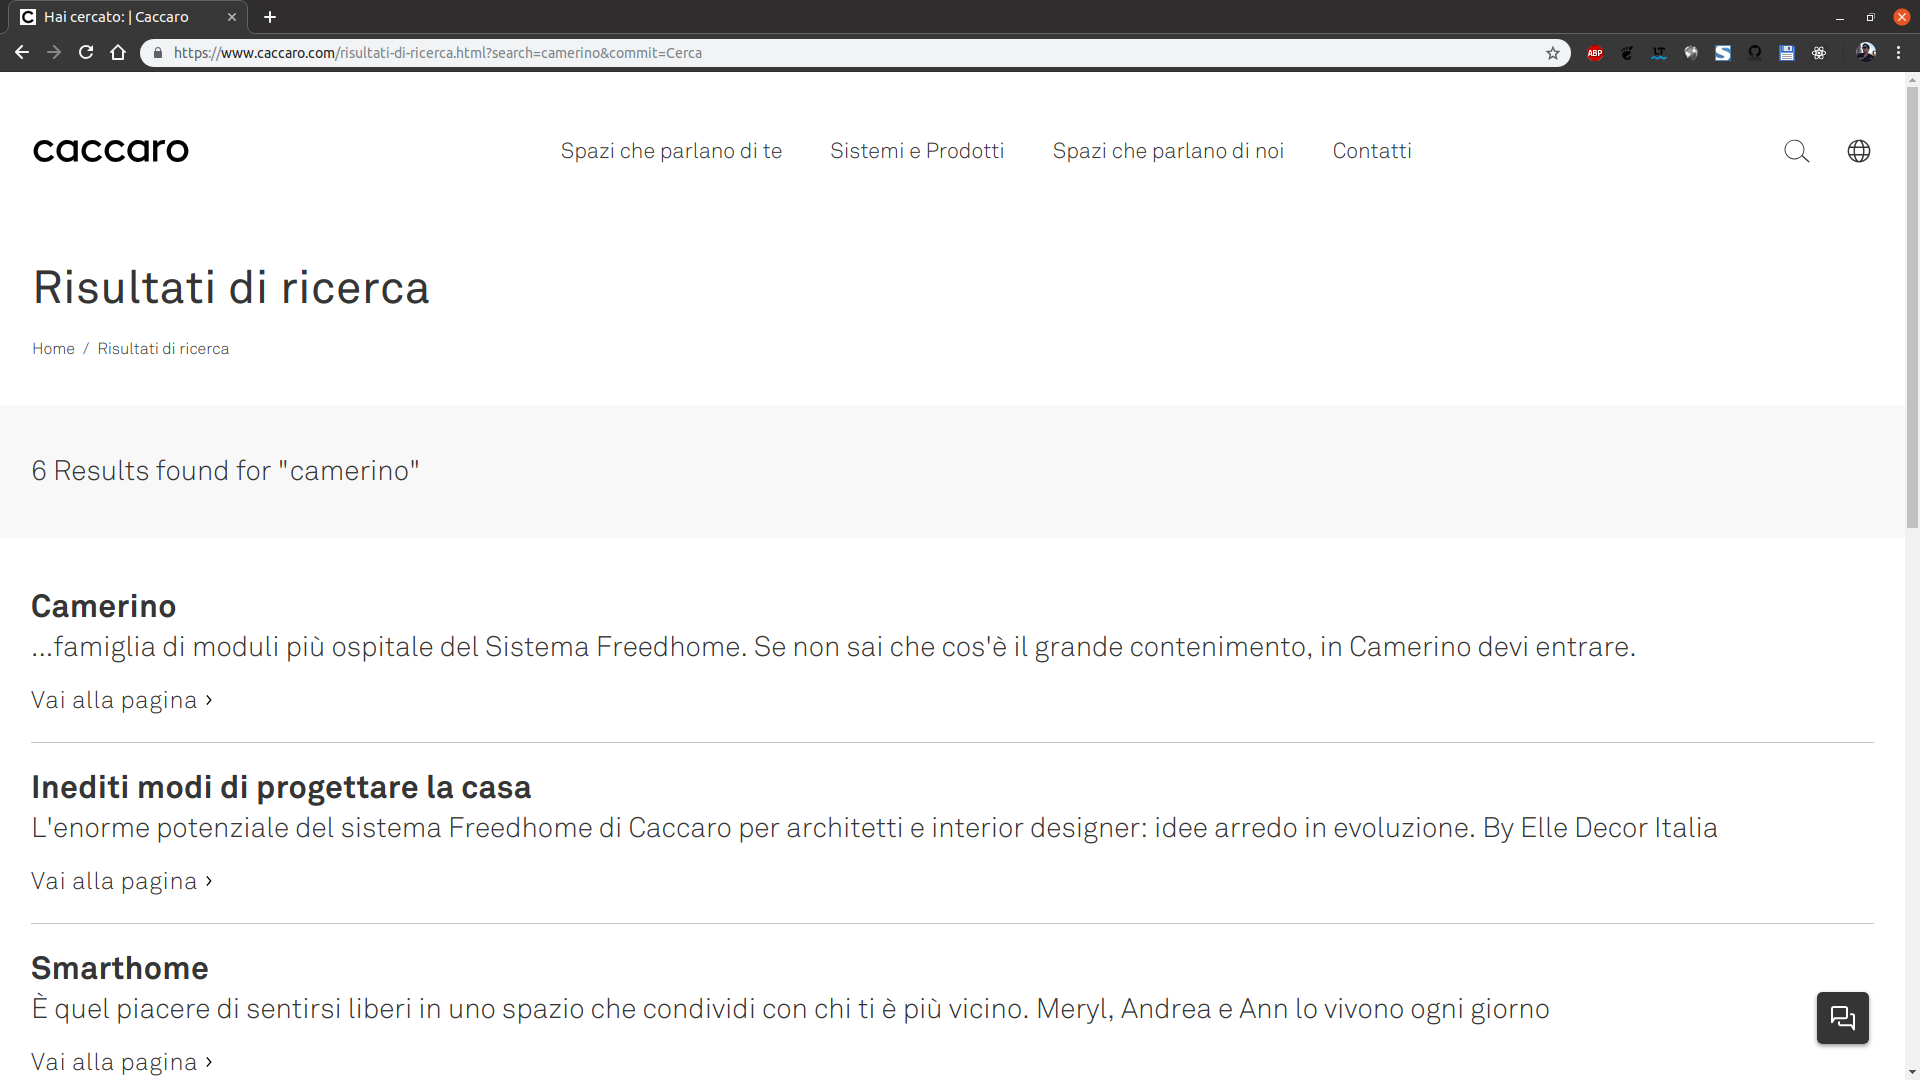 Hai cercato: | Caccaro
https://www.caccaro.com/risultati-di-ricerca.html?search=camerino&commit=Cerca
ABP
caccaro
Spazi che parlano di te
Sistemi e Prodotti
Spazi che parlano di noi
Contatti
Risultati di ricerca
Home / Risultati di ricerca
6 Results found for "camerino"
Camerino
...famiglia di moduli più ospitale del Sistema Freedhome. Se non sai che cos'è il grande contenimento, in Camerino devi entrare.
Vai alla pagina ›
Inediti modi di progettare la casa
L'enorme potenziale del sistema Freedhome di Caccaro per architetti e interior designer: idee arredo in evoluzione. By Elle Decor Italia
Vai alla pagina ›
Smarthome
È quel piacere di sentirsi liberi in uno spazio che condividi con chi ti è più vicino. Meryl, Andrea e Ann lo vivono ogni giorno
Vai alla pagina ›